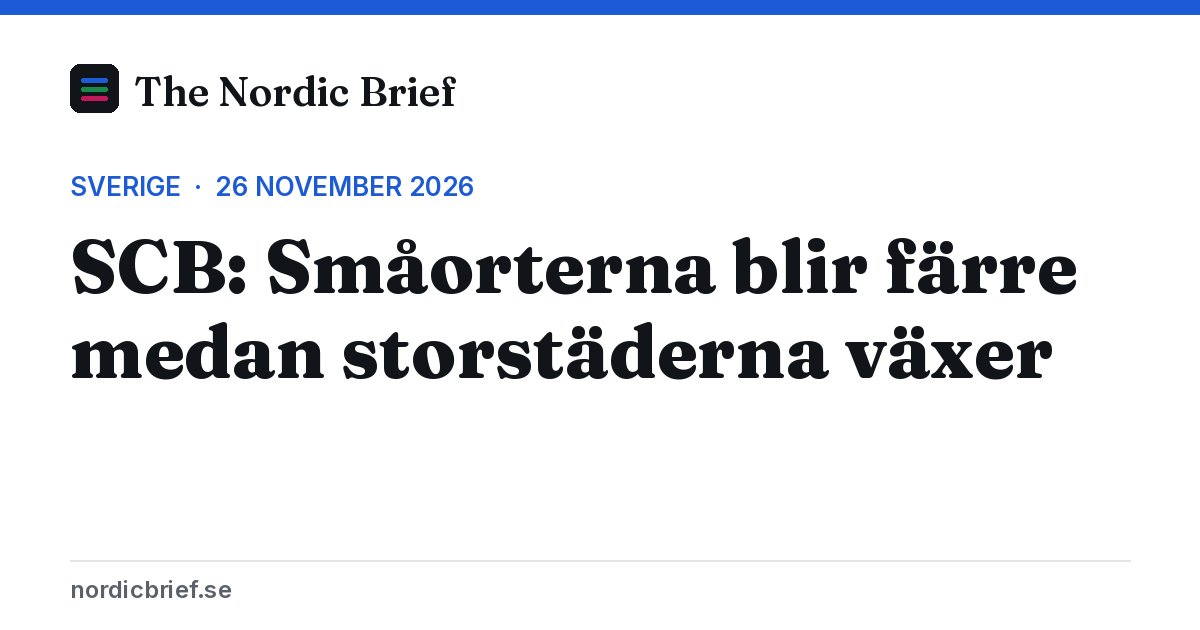 The Nordic Brief
SVERIGE · 26 NOVEMBER 2026
SCB: Småorterna blir färre
medan storstäderna växer
nordicbrief.se